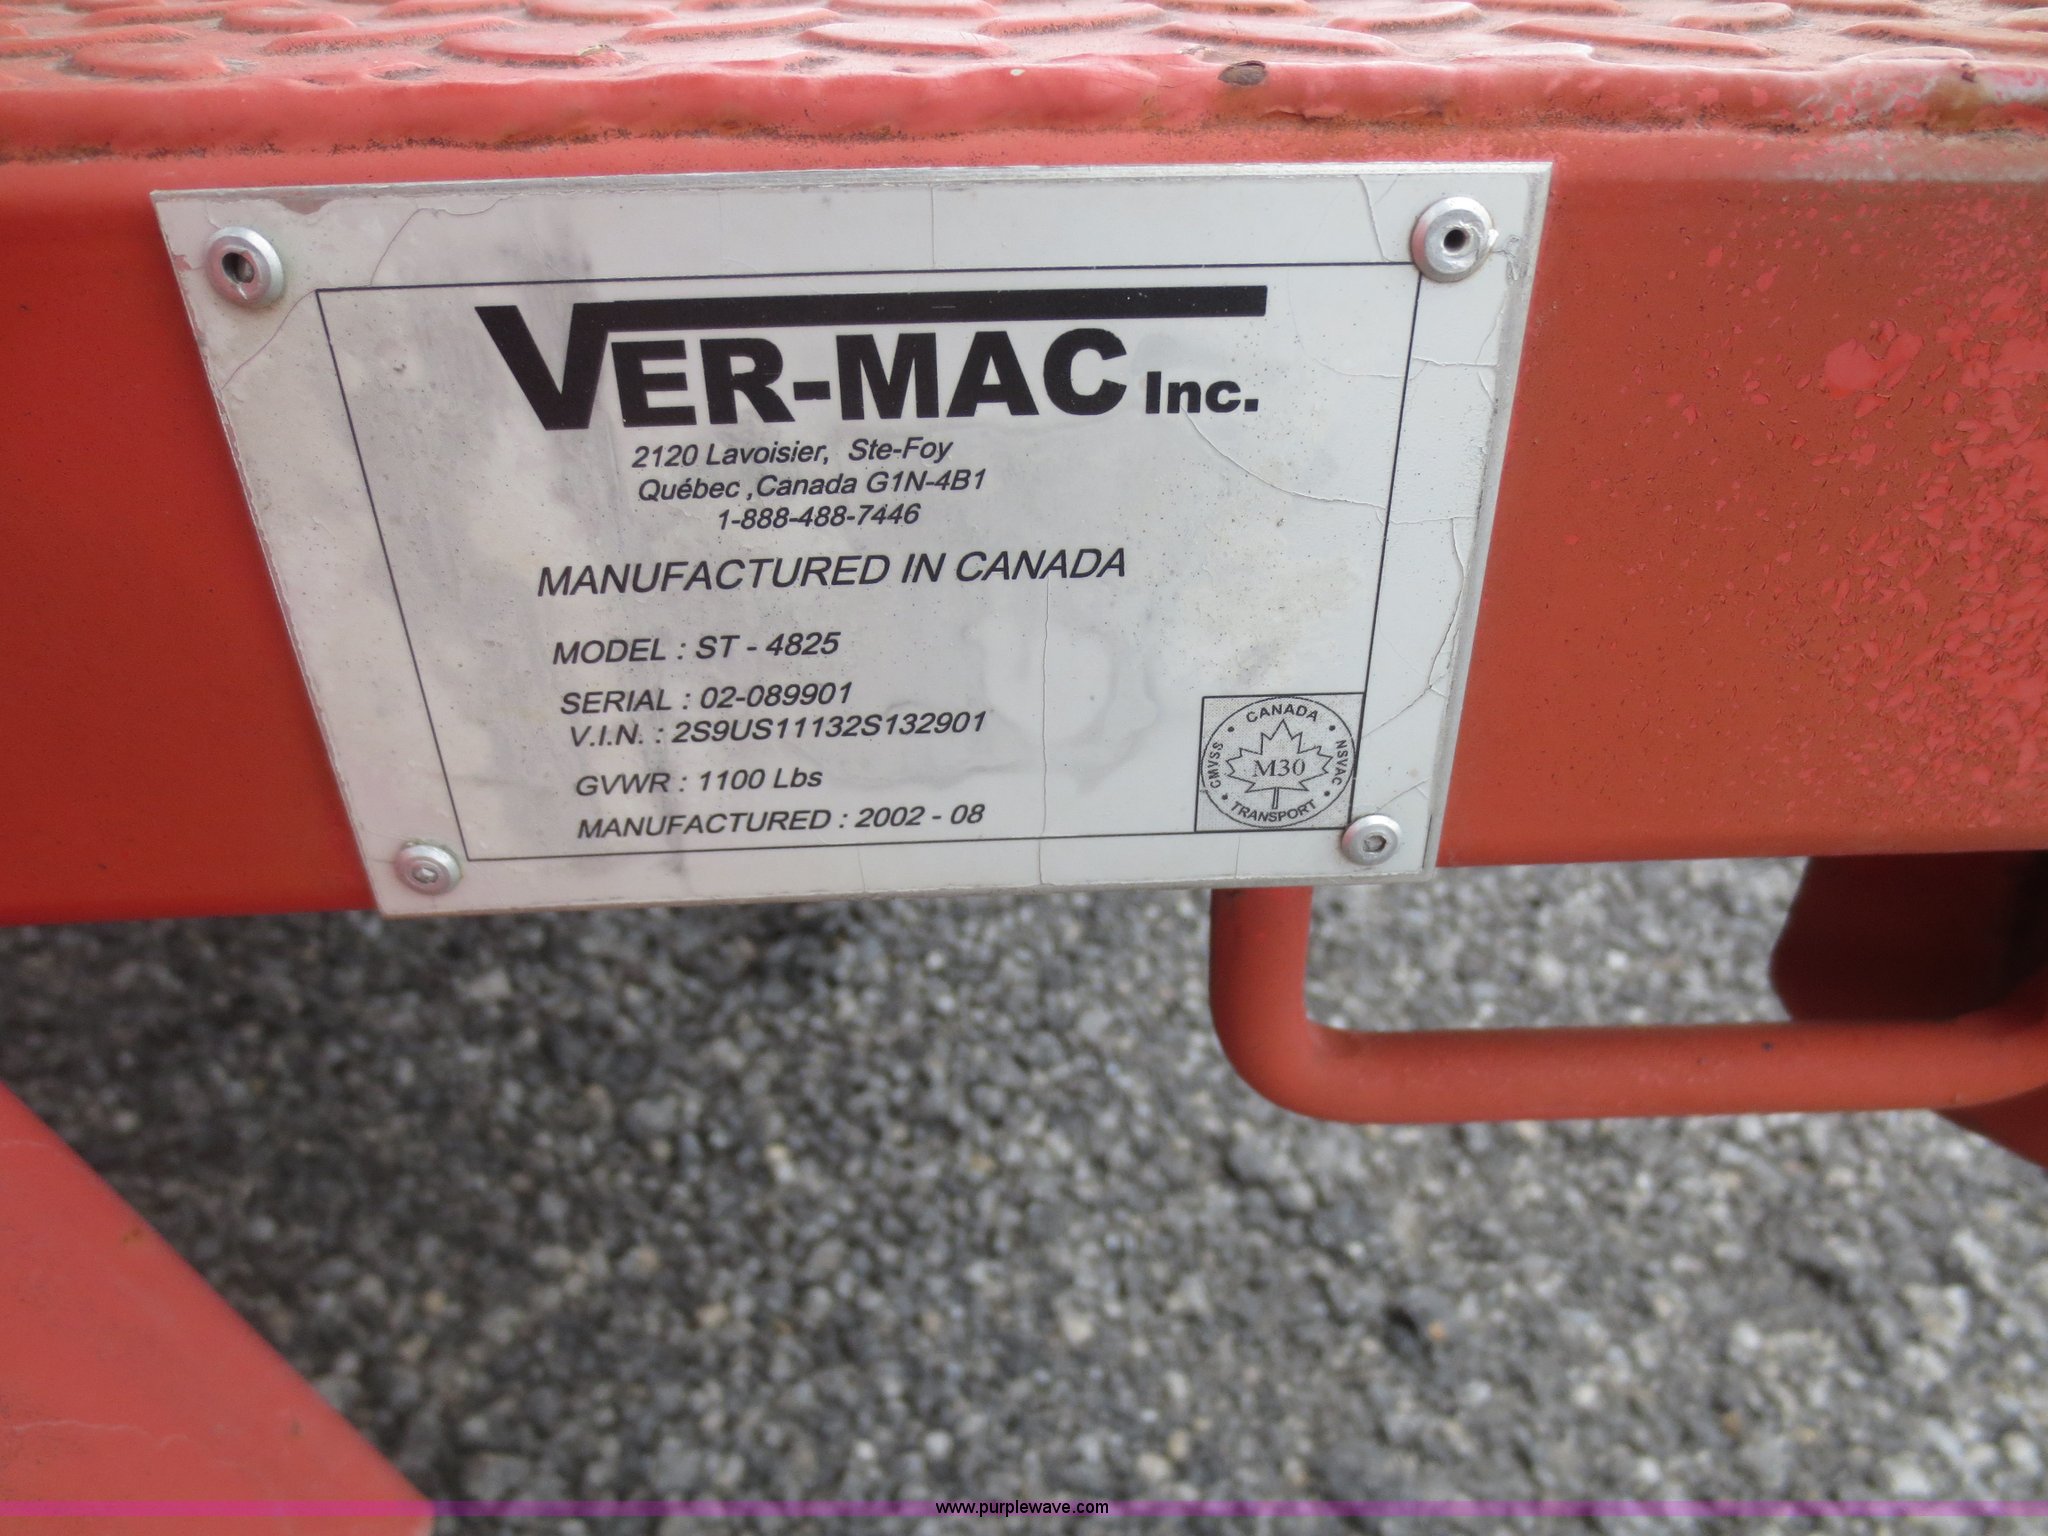 VER-MAC Inc.
2120 Lavoisier, Ste-Foy
Québec ,Canada G1N-4B1
1-888-488-7446
MANUFACTURED IN CANADA
MODEL : ST - 4825
SERIAL : 02-089901
V.I.N. : 2S9US11132S132901
GVWR : 1100 Lbs
MANUFACTURED : 2002 - 08
CANADA
CMVSS
M30
NSVAC
TRANSPORT
www.purplewave.com